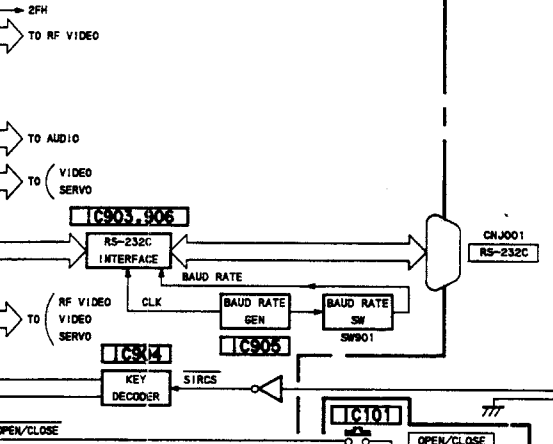 2FH
TO RF VIDEO
TO AUDIO
TO ( VIDEO
SERVO
IC903,906
RS-232C
INTERFACE
CNJ001
RS-232C
BAUD RATE
RF VIDEO
TO ( VIDEO
SERVO
CLK
BAUD RATE
GEN
BAUD RATE
SW
SW901
IC905
IC904
KEY
DECODER
SIRCS
IC101
OPEN/CLOSE
OPEN/CLOSE